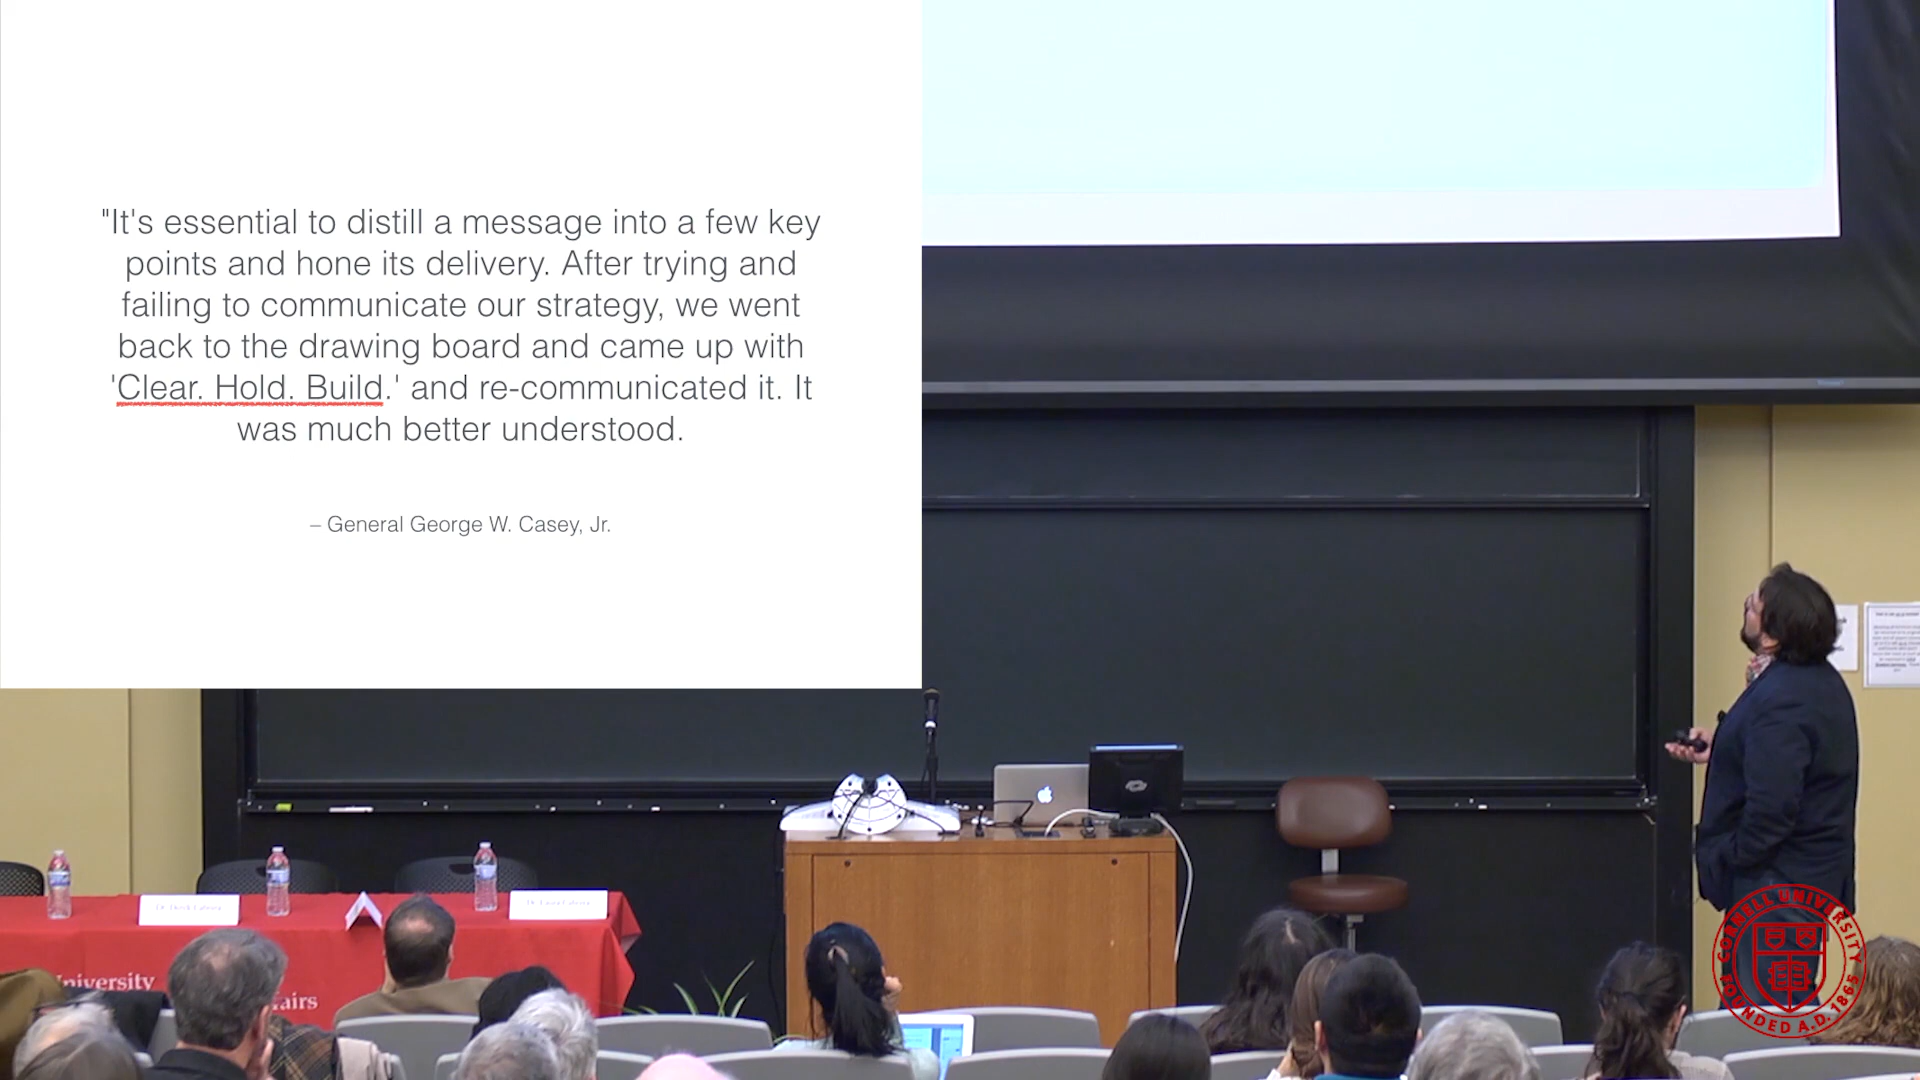 "It's essential to distill a message into a few key
points and hone its delivery. After trying and
failing to communicate our strategy, we went
back to the drawing board and came up with
'Clear. Hold. Build.' and re-communicated it. It
was much better understood.
– General George W. Casey, Jr.
University
airs
CORNELL UNIVERSITY
FOUNDED A.D. 1865